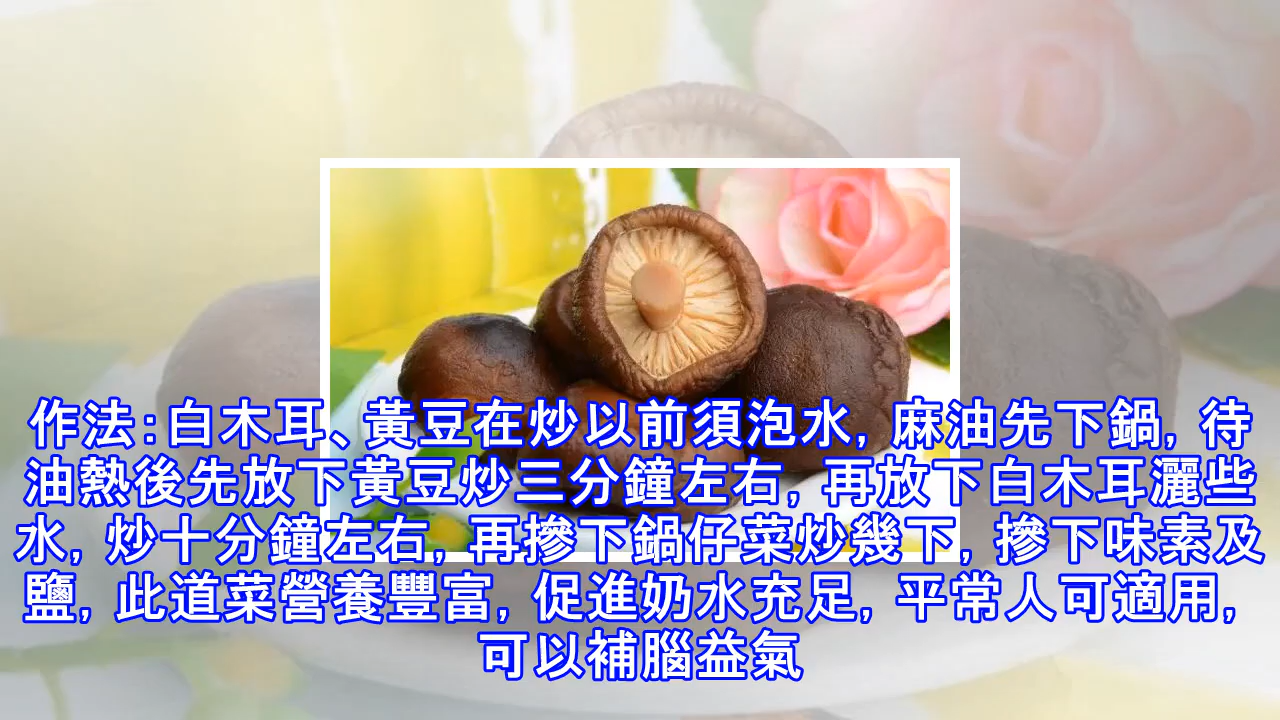 作法:白木耳、黃豆在炒以前須泡水, 麻油先下鍋, 待
油熱後先放下黃豆炒三分鐘左右, 再放下白木耳灑些
水, 炒十分鐘左右, 再摻下鍋仔菜炒幾下, 摻下味素及
鹽, 此道菜營養豐富, 促進奶水充足, 平常人可適用,
可以補腦益氣